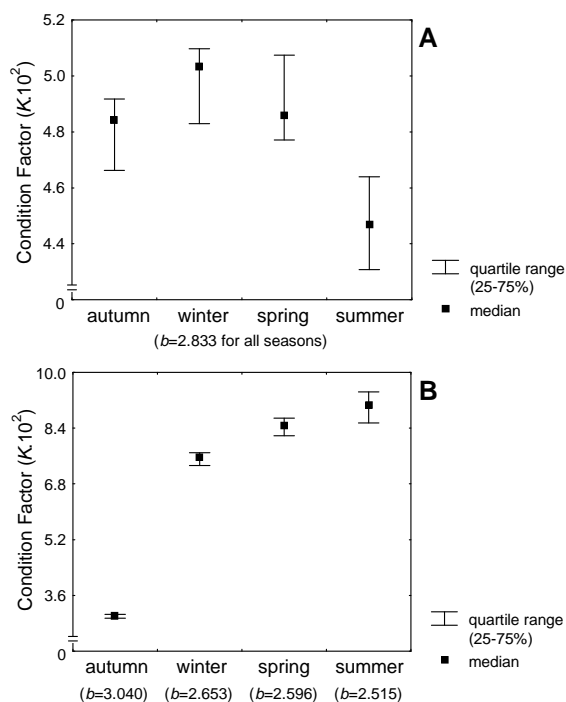 A
Condition Factor (K.10²)
5.2
5.0
4.8
4.6
4.4
0
autumn winter spring summer
(b=2.833 for all seasons)
quartile range
(25-75%)
median
B
Condition Factor (K.10²)
10.0
8.4
6.8
5.2
3.6
0
autumn winter spring summer
(b=3.040) (b=2.653) (b=2.596) (b=2.515)
quartile range
(25-75%)
median